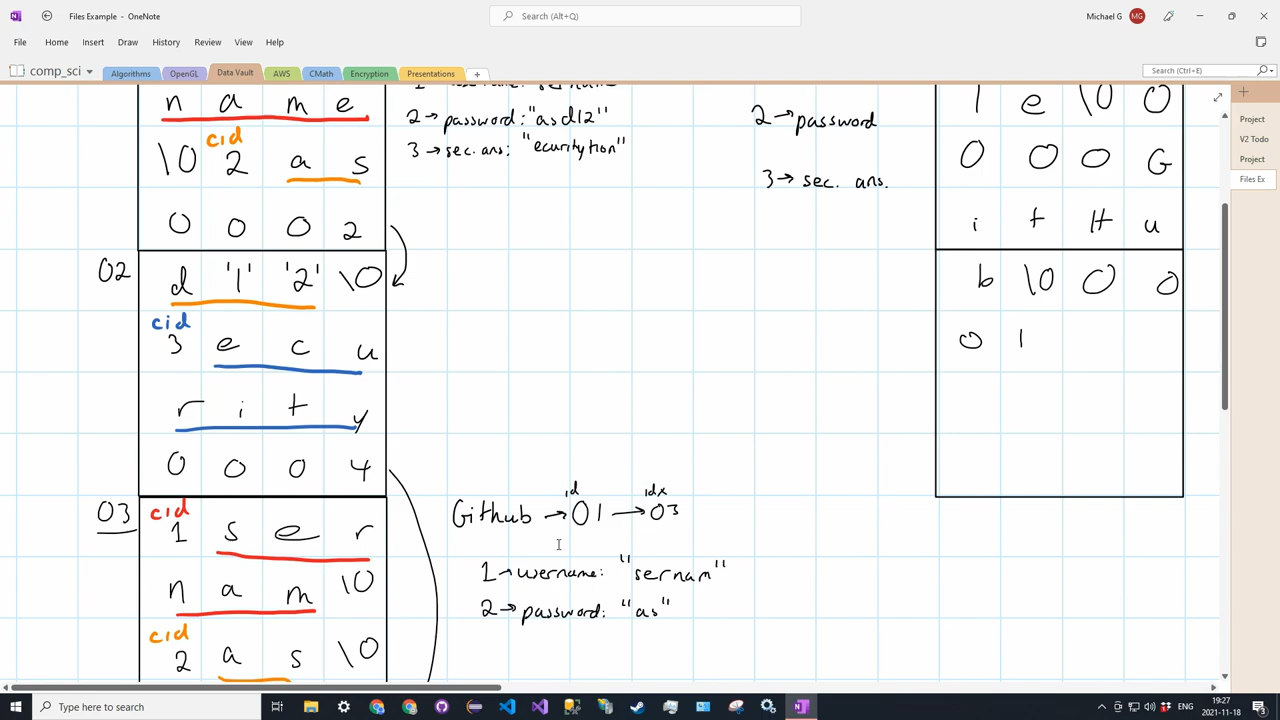 Files Example - OneNote
Search (Alt+Q)
Michael G
MG
File Home Insert Draw History Review View Help
comp_sci
Algorithms OpenGL Data Vault AWS CMath Encryption Presentations +
Search (Ctrl+E)
Project
V2 Todo
Project
Files Ex
n a m e
cid
\0 2 a s
0 0 0 2
02
d '1' '2' \0
cid
3 e c u
r i t y
0 0 0 4
03
cid
1 s e r
n a m \0
cid
2 a s \0
2→ password: "asd12"
3→ sec. ans: "ecurityion"
id idx
Github → 01 → 03
1→ username: "sernam"
2→ password: "as"
2→ password
3→ sec. ans.
l e \0 0
0 0 0 G
i t H u
b \0 0 0
0 1
Type here to search
ENG
19:27
2021-11-18